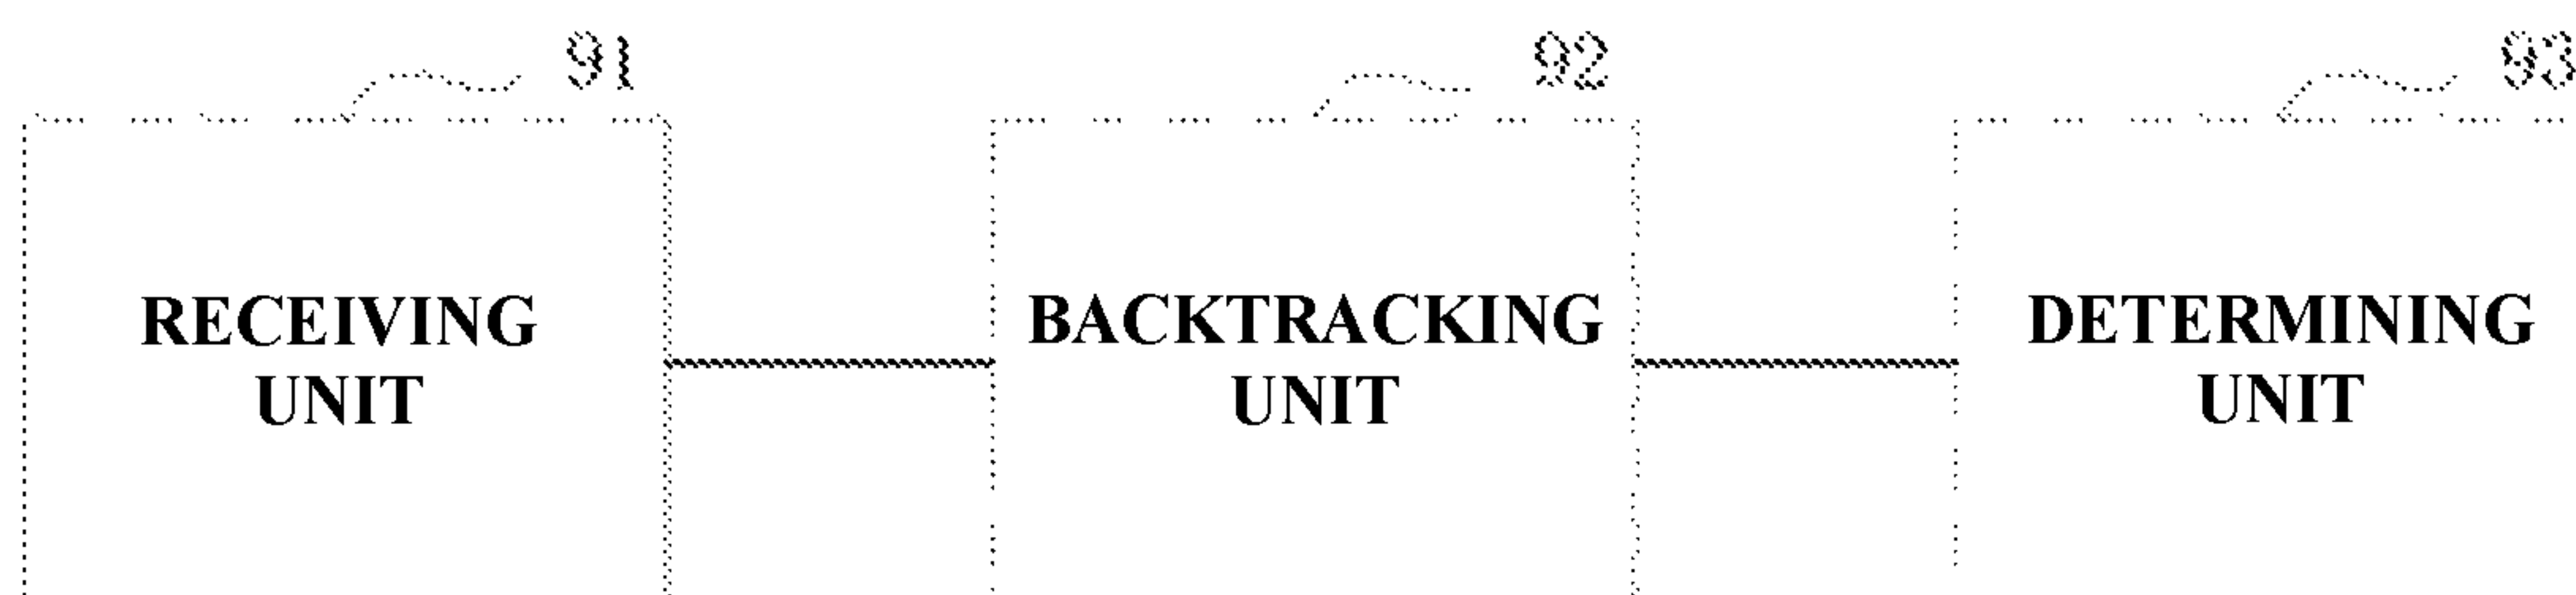 91
92
93
RECEIVING
UNIT
BACKTRACKING
UNIT
DETERMINING
UNIT